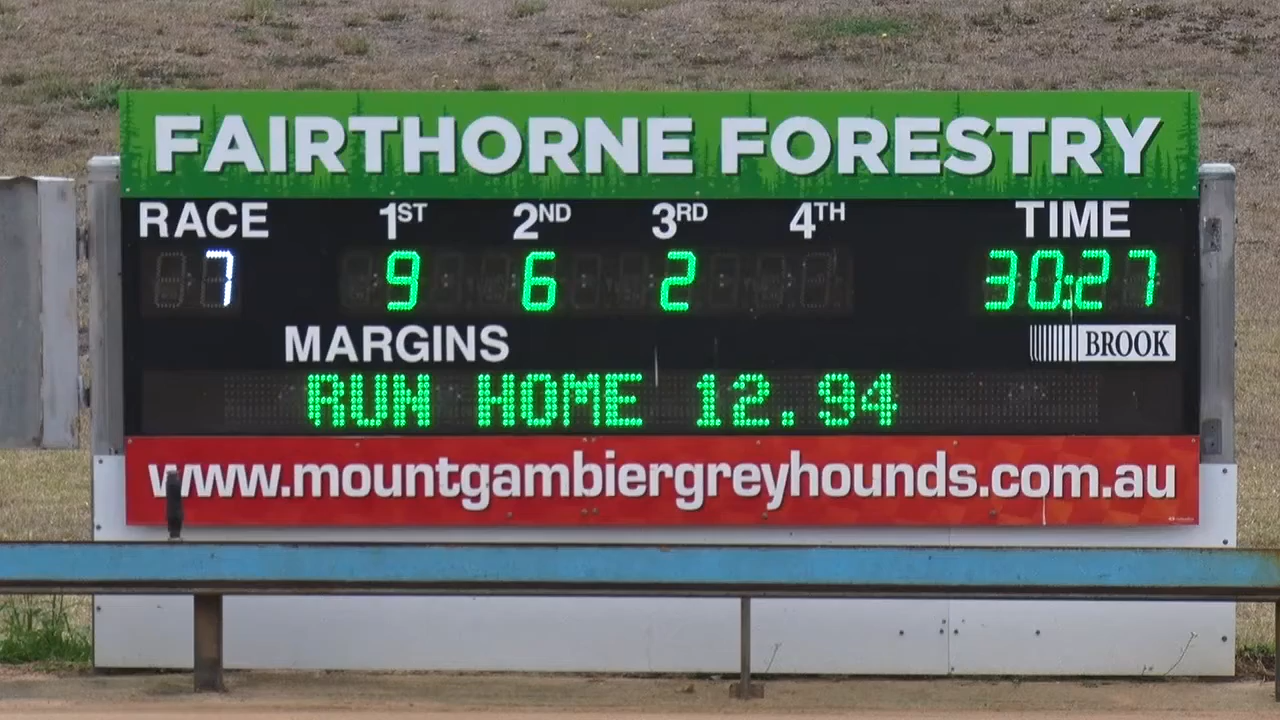 FAIRTHORNE FORESTRY
RACE 1ST 2ND 3RD 4TH TIME
7 9 6 2 30:27
MARGINS
BROOK
RUN HOME 12.94
www.mountgambiergreyhounds.com.au